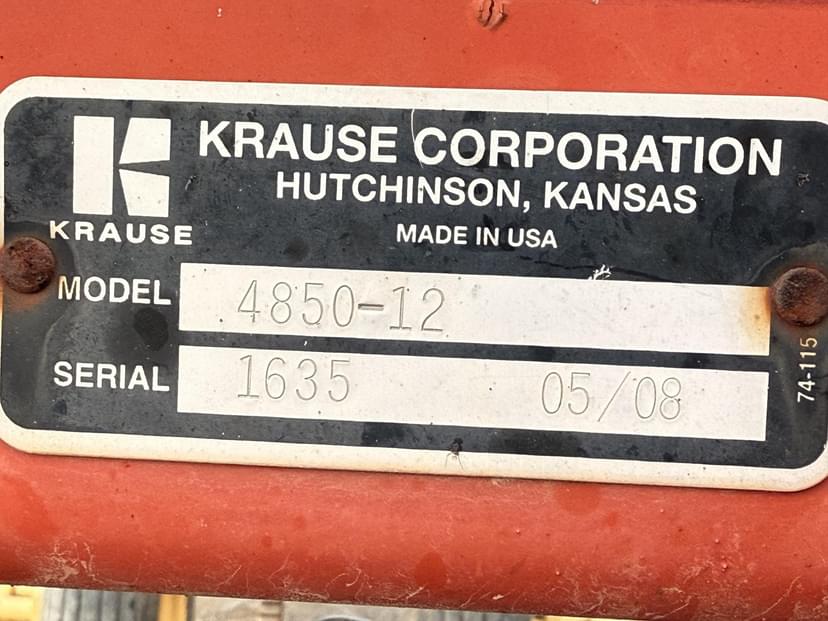 KRAUSE CORPORATION
HUTCHINSON, KANSAS
MADE IN USA
KRAUSE
MODEL 4850-12
SERIAL 1635 05/08
74-115